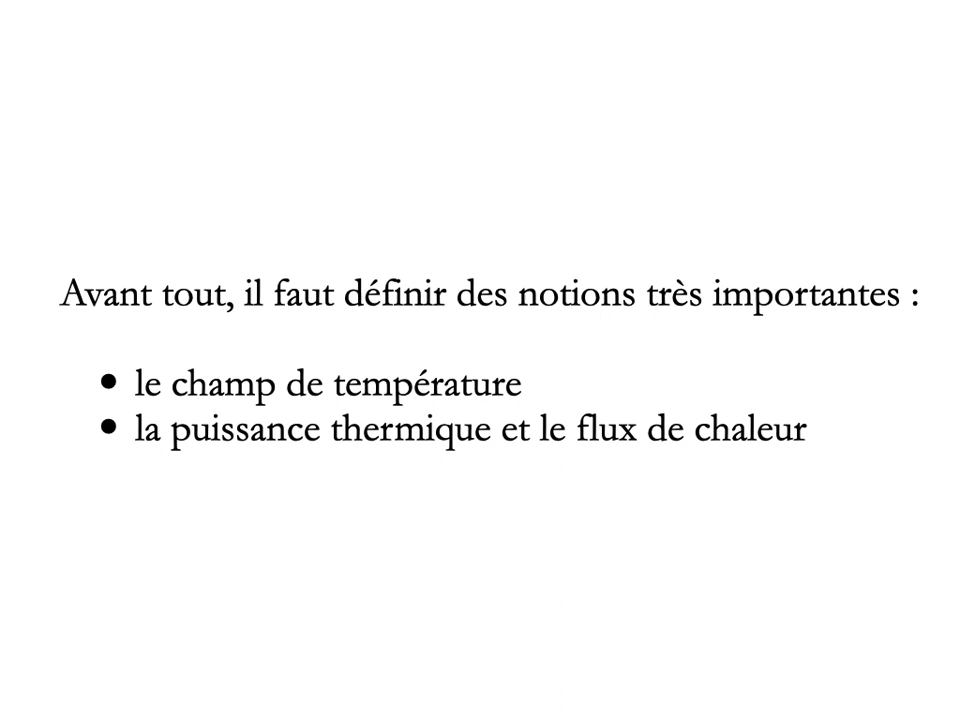 Avant tout, il faut définir des notions très importantes :
• le champ de température
• la puissance thermique et le flux de chaleur